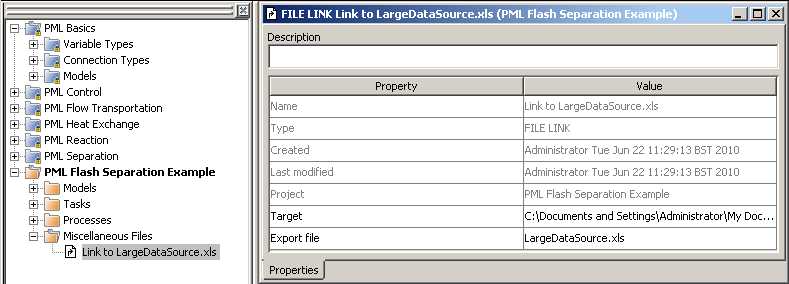 PML Basics
Variable Types
Connection Types
Models
PML Control
PML Flow Transportation
PML Heat Exchange
PML Reaction
PML Separation
PML Flash Separation Example
Models
Tasks
Processes
Miscellaneous Files
Link to LargeDataSource.xls
FILE LINK Link to LargeDataSource.xls (PML Flash Separation Example)
Description
Property Value
Name Link to LargeDataSource.xls
Type FILE LINK
Created Administrator Tue Jun 22 11:29:13 BST 2010
Last modified Administrator Tue Jun 22 11:29:13 BST 2010
Project PML Flash Separation Example
Target C:\Documents and Settings\Administrator\My Doc...
Export file LargeDataSource.xls
Properties